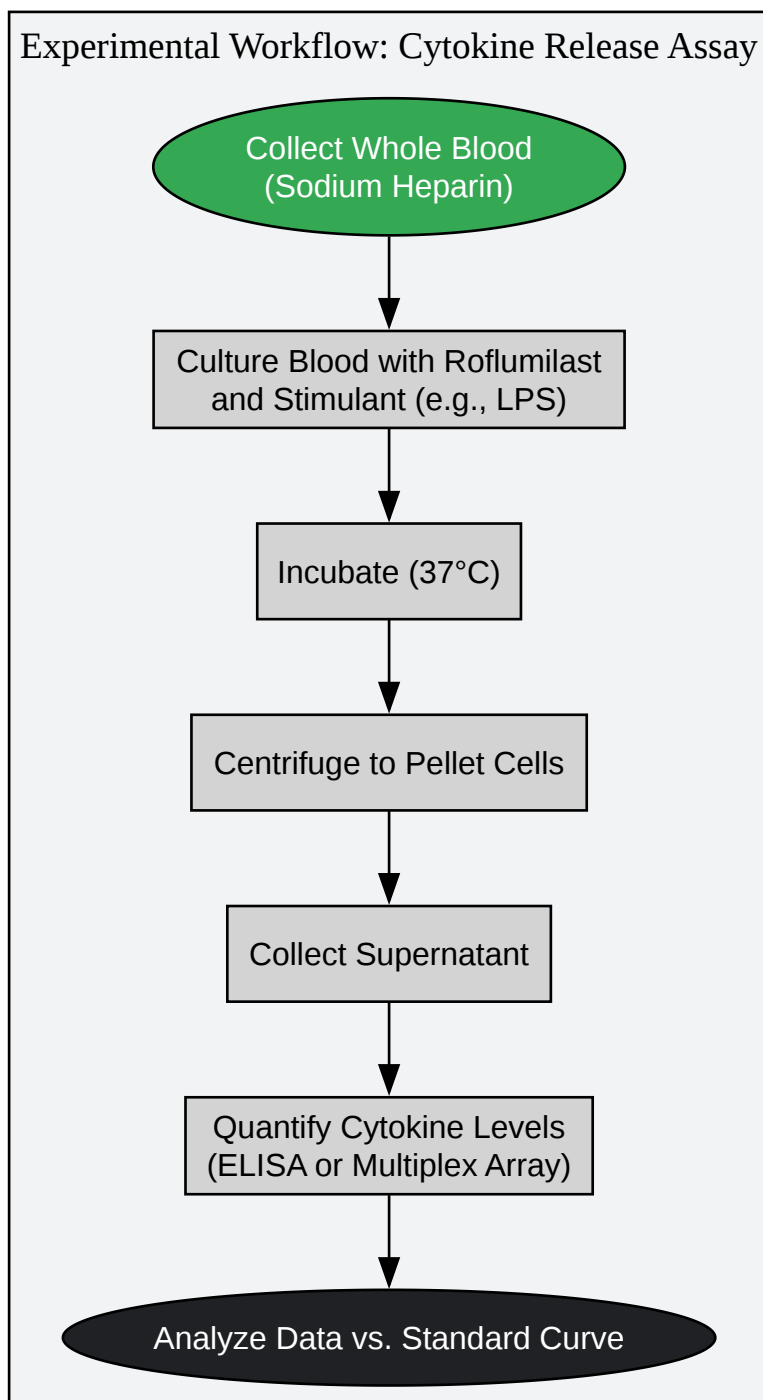 Experimental Workflow: Cytokine Release Assay
Collect Whole Blood
(Sodium Heparin)
Culture Blood with Roflumilast
and Stimulant (e.g., LPS)
Incubate (37°C)
Centrifuge to Pellet Cells
Collect Supernatant
Quantify Cytokine Levels
(ELISA or Multiplex Array)
Analyze Data vs. Standard Curve